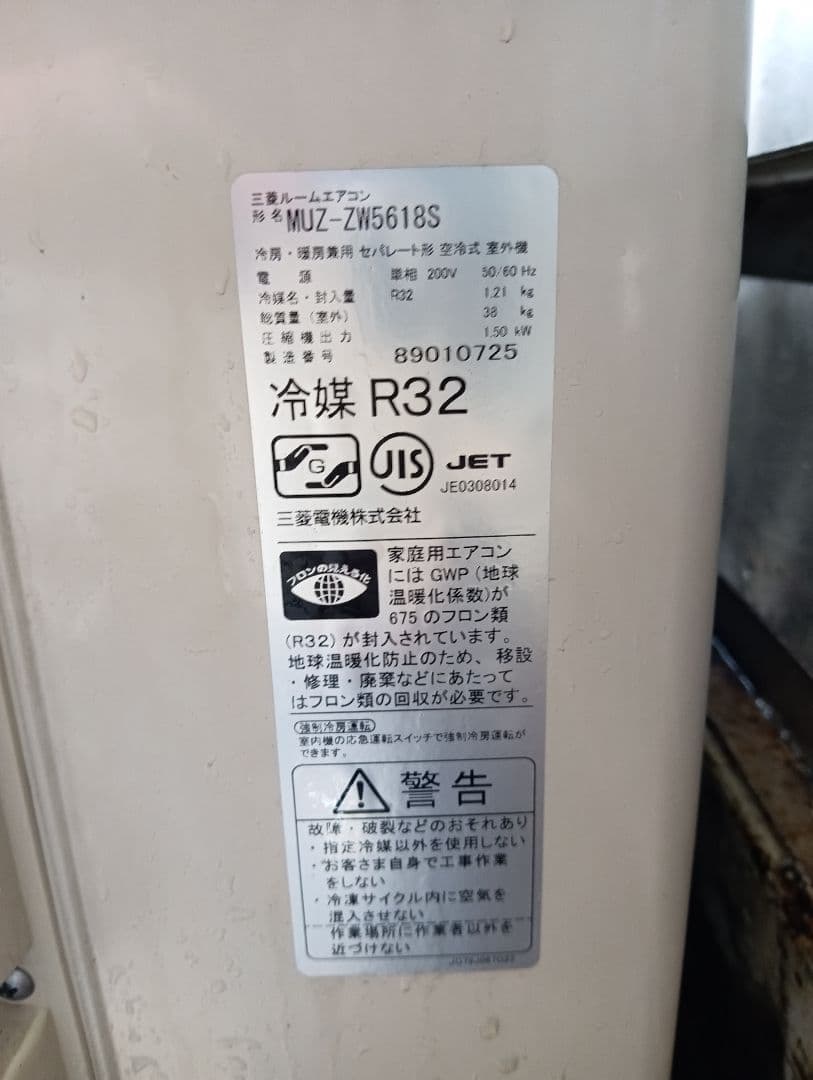 三菱ルームエアコン
形名 MUZ-ZW5618S
冷房・暖房兼用 セパレート形 空冷式 室外機
電源 単相 200V 50/60 Hz
冷媒名・封入量 R32 1.21 kg
総質量(室外) 38 kg
圧縮機出力 1.50 kW
製造番号 89010725
冷媒 R32
G
JIS JET
JE0308014
三菱電機株式会社
フロンの見える化
家庭用エアコン
には GWP (地球
温暖化係数)が
675 のフロン類
(R32)が封入されています。
地球温暖化防止のため、移設
・修理・廃棄などにあたって
はフロン類の回収が必要です。
強制冷房運転
室内機の応急運転スイッチで強制冷房運転が
できます。
警告
故障・破裂などのおそれあり
・指定冷媒以外を使用しない
・お客さま自身で工事作業
をしない
・冷凍サイクル内に空気を
混入させない
作業場所に作業者以外を
近づけない